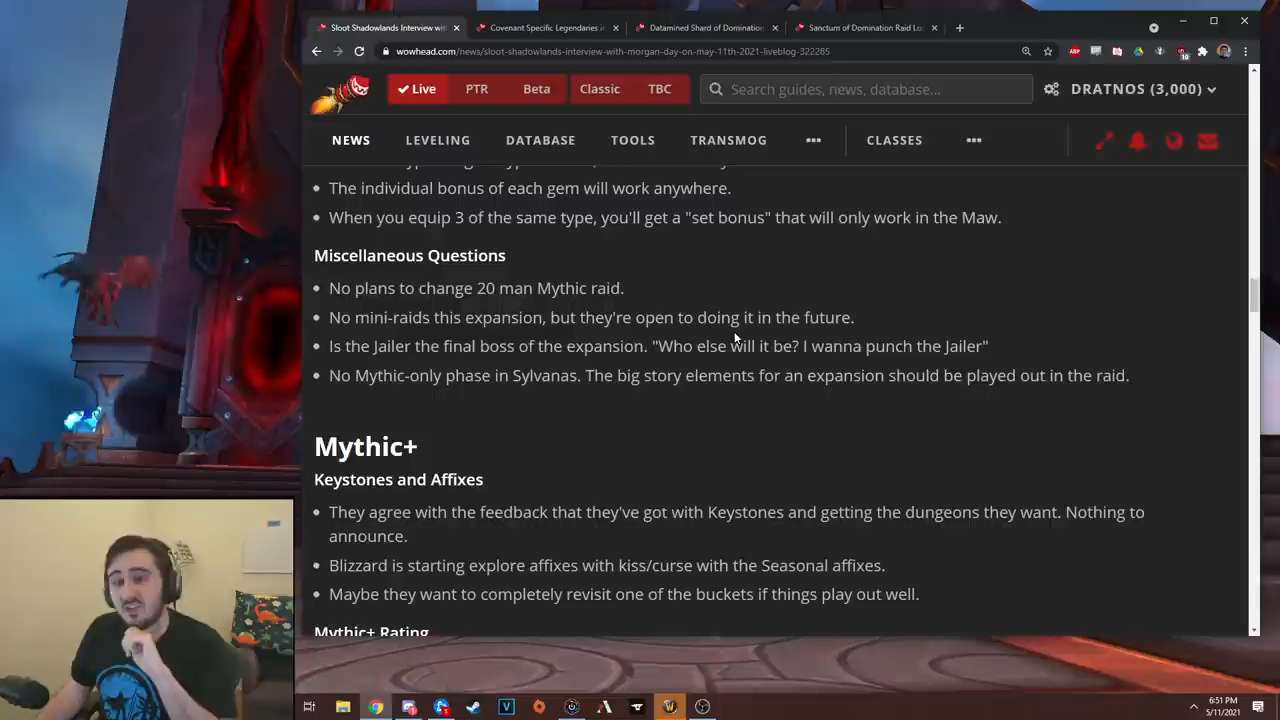 Sloot Shadowlands Interview wit
Covenant Specific Legendaries i
Datamined Shard of Domination
Sanctum of Domination Raid Lo
wowhead.com/news/sloot-shadowlands-interview-with-morgan-day-on-may-11th-2021-liveblog-322285
Live PTR Beta Classic TBC Search guides, news, database... DRATNOS (3,000)
NEWS LEVELING DATABASE TOOLS TRANSMOG ••• CLASSES •••
The individual bonus of each gem will work anywhere.
When you equip 3 of the same type, you'll get a "set bonus" that will only work in the Maw.
Miscellaneous Questions
No plans to change 20 man Mythic raid.
No mini-raids this expansion, but they're open to doing it in the future.
Is the Jailer the final boss of the expansion. "Who else will it be? I wanna punch the Jailer"
No Mythic-only phase in Sylvanas. The big story elements for an expansion should be played out in the raid.
Mythic+
Keystones and Affixes
They agree with the feedback that they've got with Keystones and getting the dungeons they want. Nothing to
announce.
Blizzard is starting explore affixes with kiss/curse with the Seasonal affixes.
Maybe they want to completely revisit one of the buckets if things play out well.
Mythic+ Rating
6:51 PM
5/11/2021